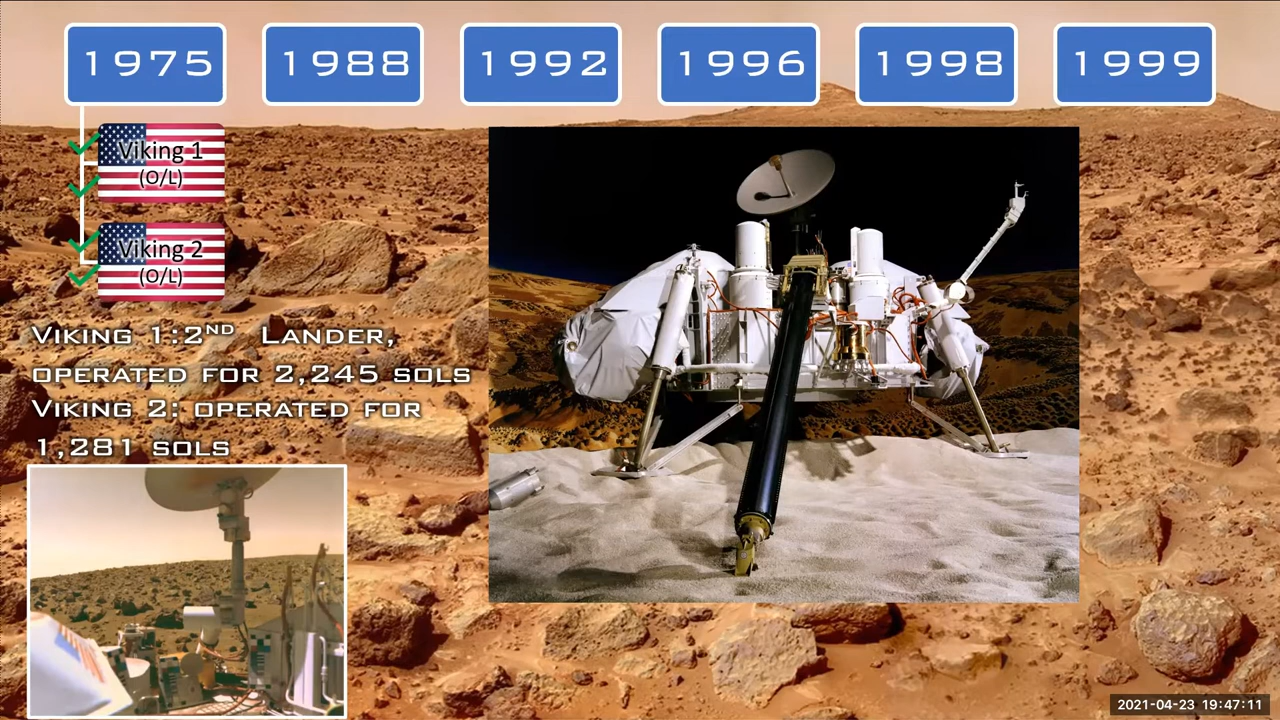 1975 1988 1992 1996 1998 1999
Viking 1
(O/L)
Viking 2
(O/L)
Viking 1:2ND Lander,
operated for 2,245 sols
Viking 2: operated for
1,281 sols
2021-04-23 19:47:11